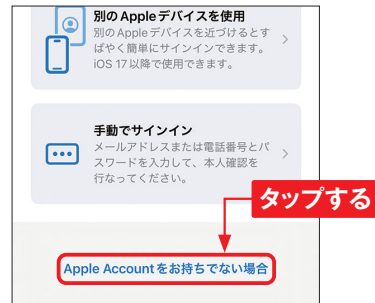 別のAppleデバイスを使用
別のAppleデバイスを近づけるとす
ばやく簡単にサインインできます。
iOS 17以降で使用できます。
手動でサインイン
メールアドレスまたは電話番号とパ
スワードを入力して、本人確認を
行なってください。
タップする
Apple Accountをお持ちでない場合